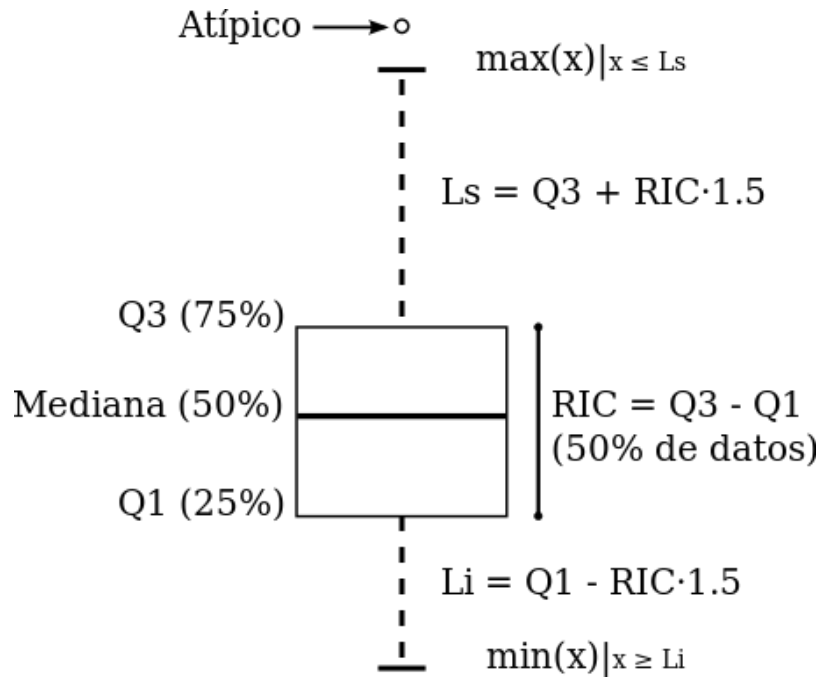 Atípico
max(x)|x ≤ Ls
Ls = Q3 + RIC·1.5
Q3 (75%)
Mediana (50%)
RIC = Q3 - Q1
(50% de datos)
Q1 (25%)
Li = Q1 - RIC·1.5
min(x)|x ≥ Li